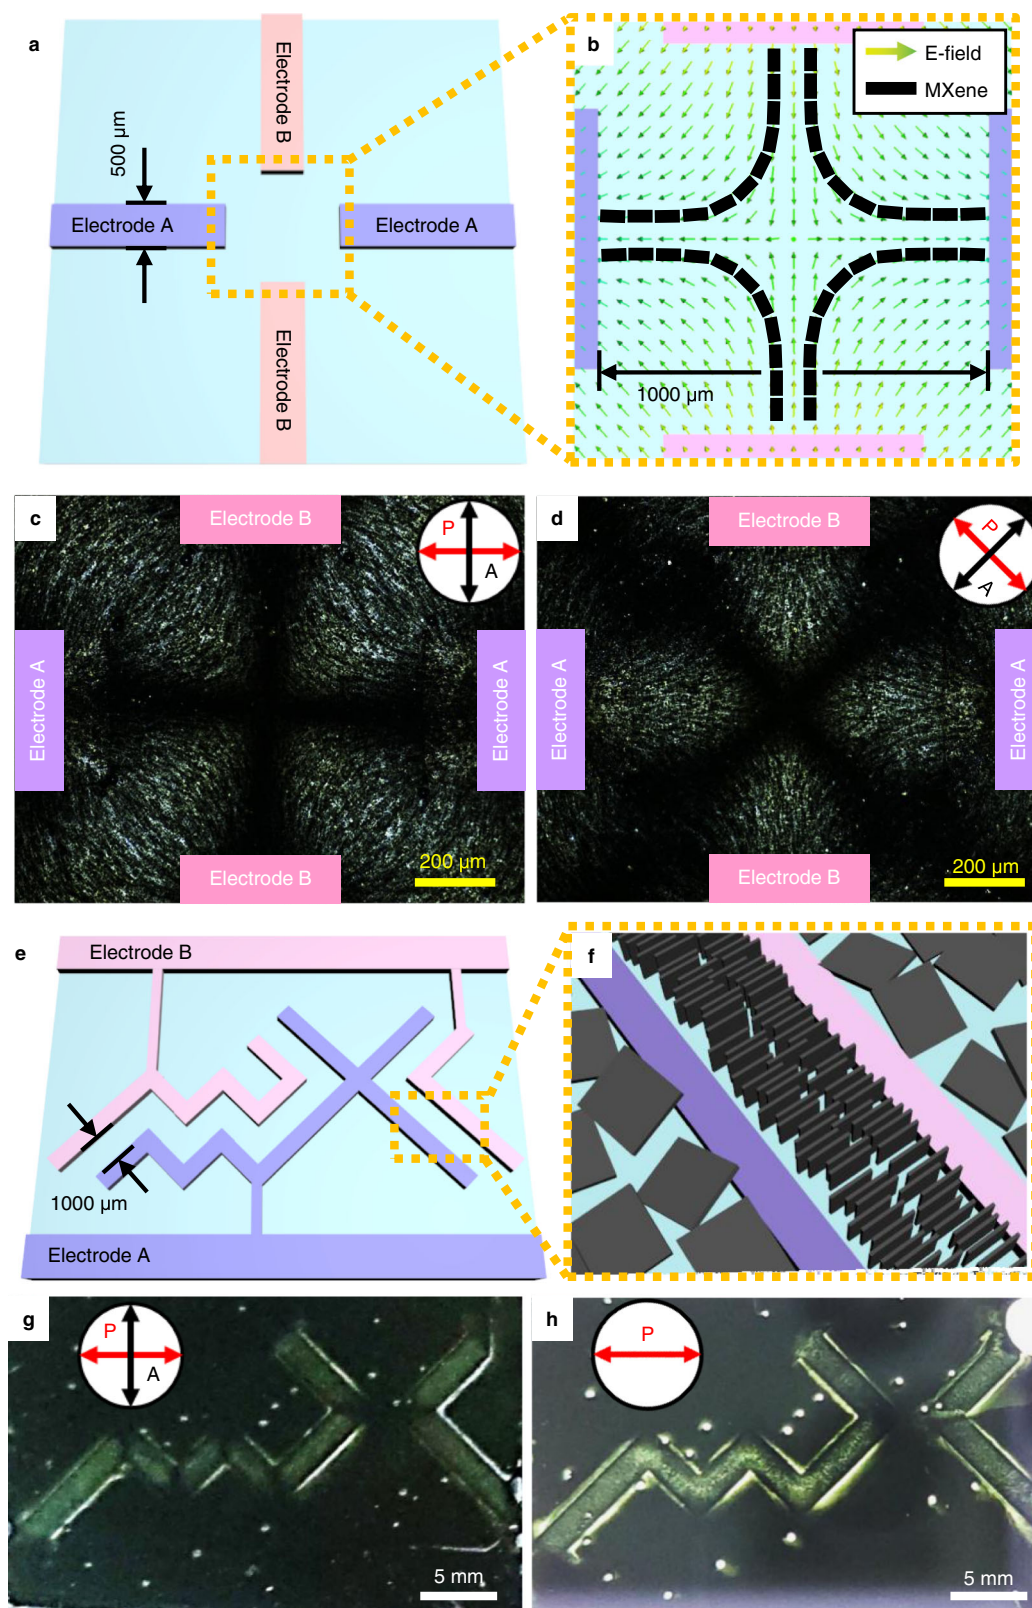 a
Electrode B
500 μm
Electrode A
Electrode A
Electrode B
b
E-field
MXene
1000 μm
c
Electrode B
P
A
Electrode A
Electrode A
Electrode B
200 μm
d
Electrode B
P
A
Electrode A
Electrode A
Electrode B
200 μm
e
Electrode B
1000 μm
Electrode A
f
g
P
A
5 mm
h
P
5 mm